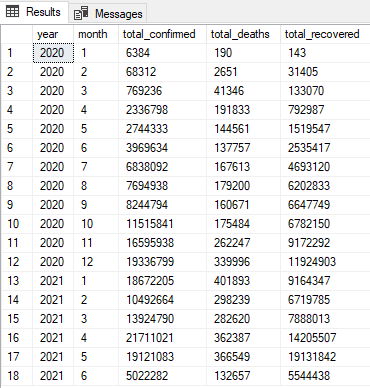 Results Messages
year month total_confirmed total_deaths total_recovered
1 2020 1 6384 190 143
2 2020 2 68312 2651 31405
3 2020 3 769236 41346 133070
4 2020 4 2336798 191833 792987
5 2020 5 2744333 144561 1519547
6 2020 6 3969634 137757 2535417
7 2020 7 6838092 167613 4693120
8 2020 8 7694938 179200 6202833
9 2020 9 8244794 160671 6647749
10 2020 10 11515841 175484 6782150
11 2020 11 16595938 262247 9172292
12 2020 12 19336799 339996 11924903
13 2021 1 18672205 401893 9164347
14 2021 2 10492664 298239 6719785
15 2021 3 13924790 282620 7888013
16 2021 4 21711021 362387 14205507
17 2021 5 19121083 366549 19131842
18 2021 6 5022282 132657 5544438